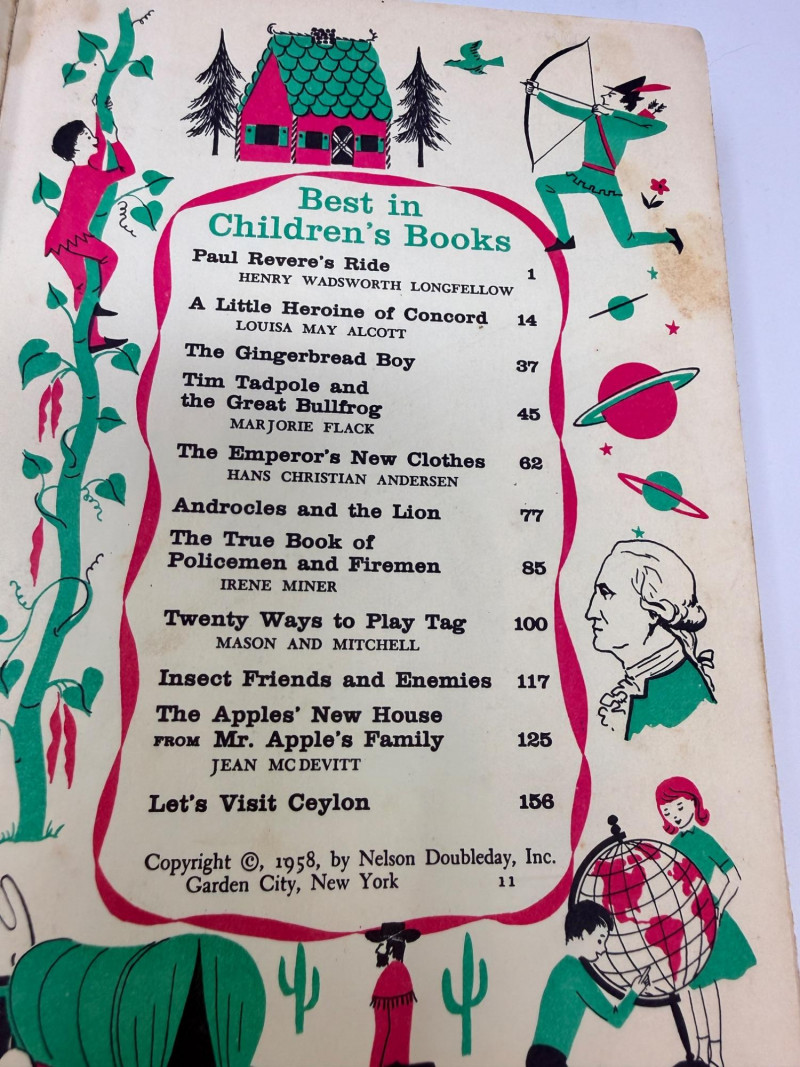 Best in
Children's Books
Paul Revere's Ride 1
HENRY WADSWORTH LONGFELLOW
A Little Heroine of Concord 14
LOUISA MAY ALCOTT
The Gingerbread Boy 37
Tim Tadpole and
the Great Bullfrog 45
MARJORIE FLACK
The Emperor's New Clothes 62
HANS CHRISTIAN ANDERSEN
Androcles and the Lion 77
The True Book of
Policemen and Firemen 85
IRENE MINER
Twenty Ways to Play Tag 100
MASON AND MITCHELL
Insect Friends and Enemies 117
The Apples' New House
FROM Mr. Apple's Family 125
JEAN MCDEVITT
Let's Visit Ceylon 156
Copyright ©, 1958, by Nelson Doubleday, Inc.
Garden City, New York 11